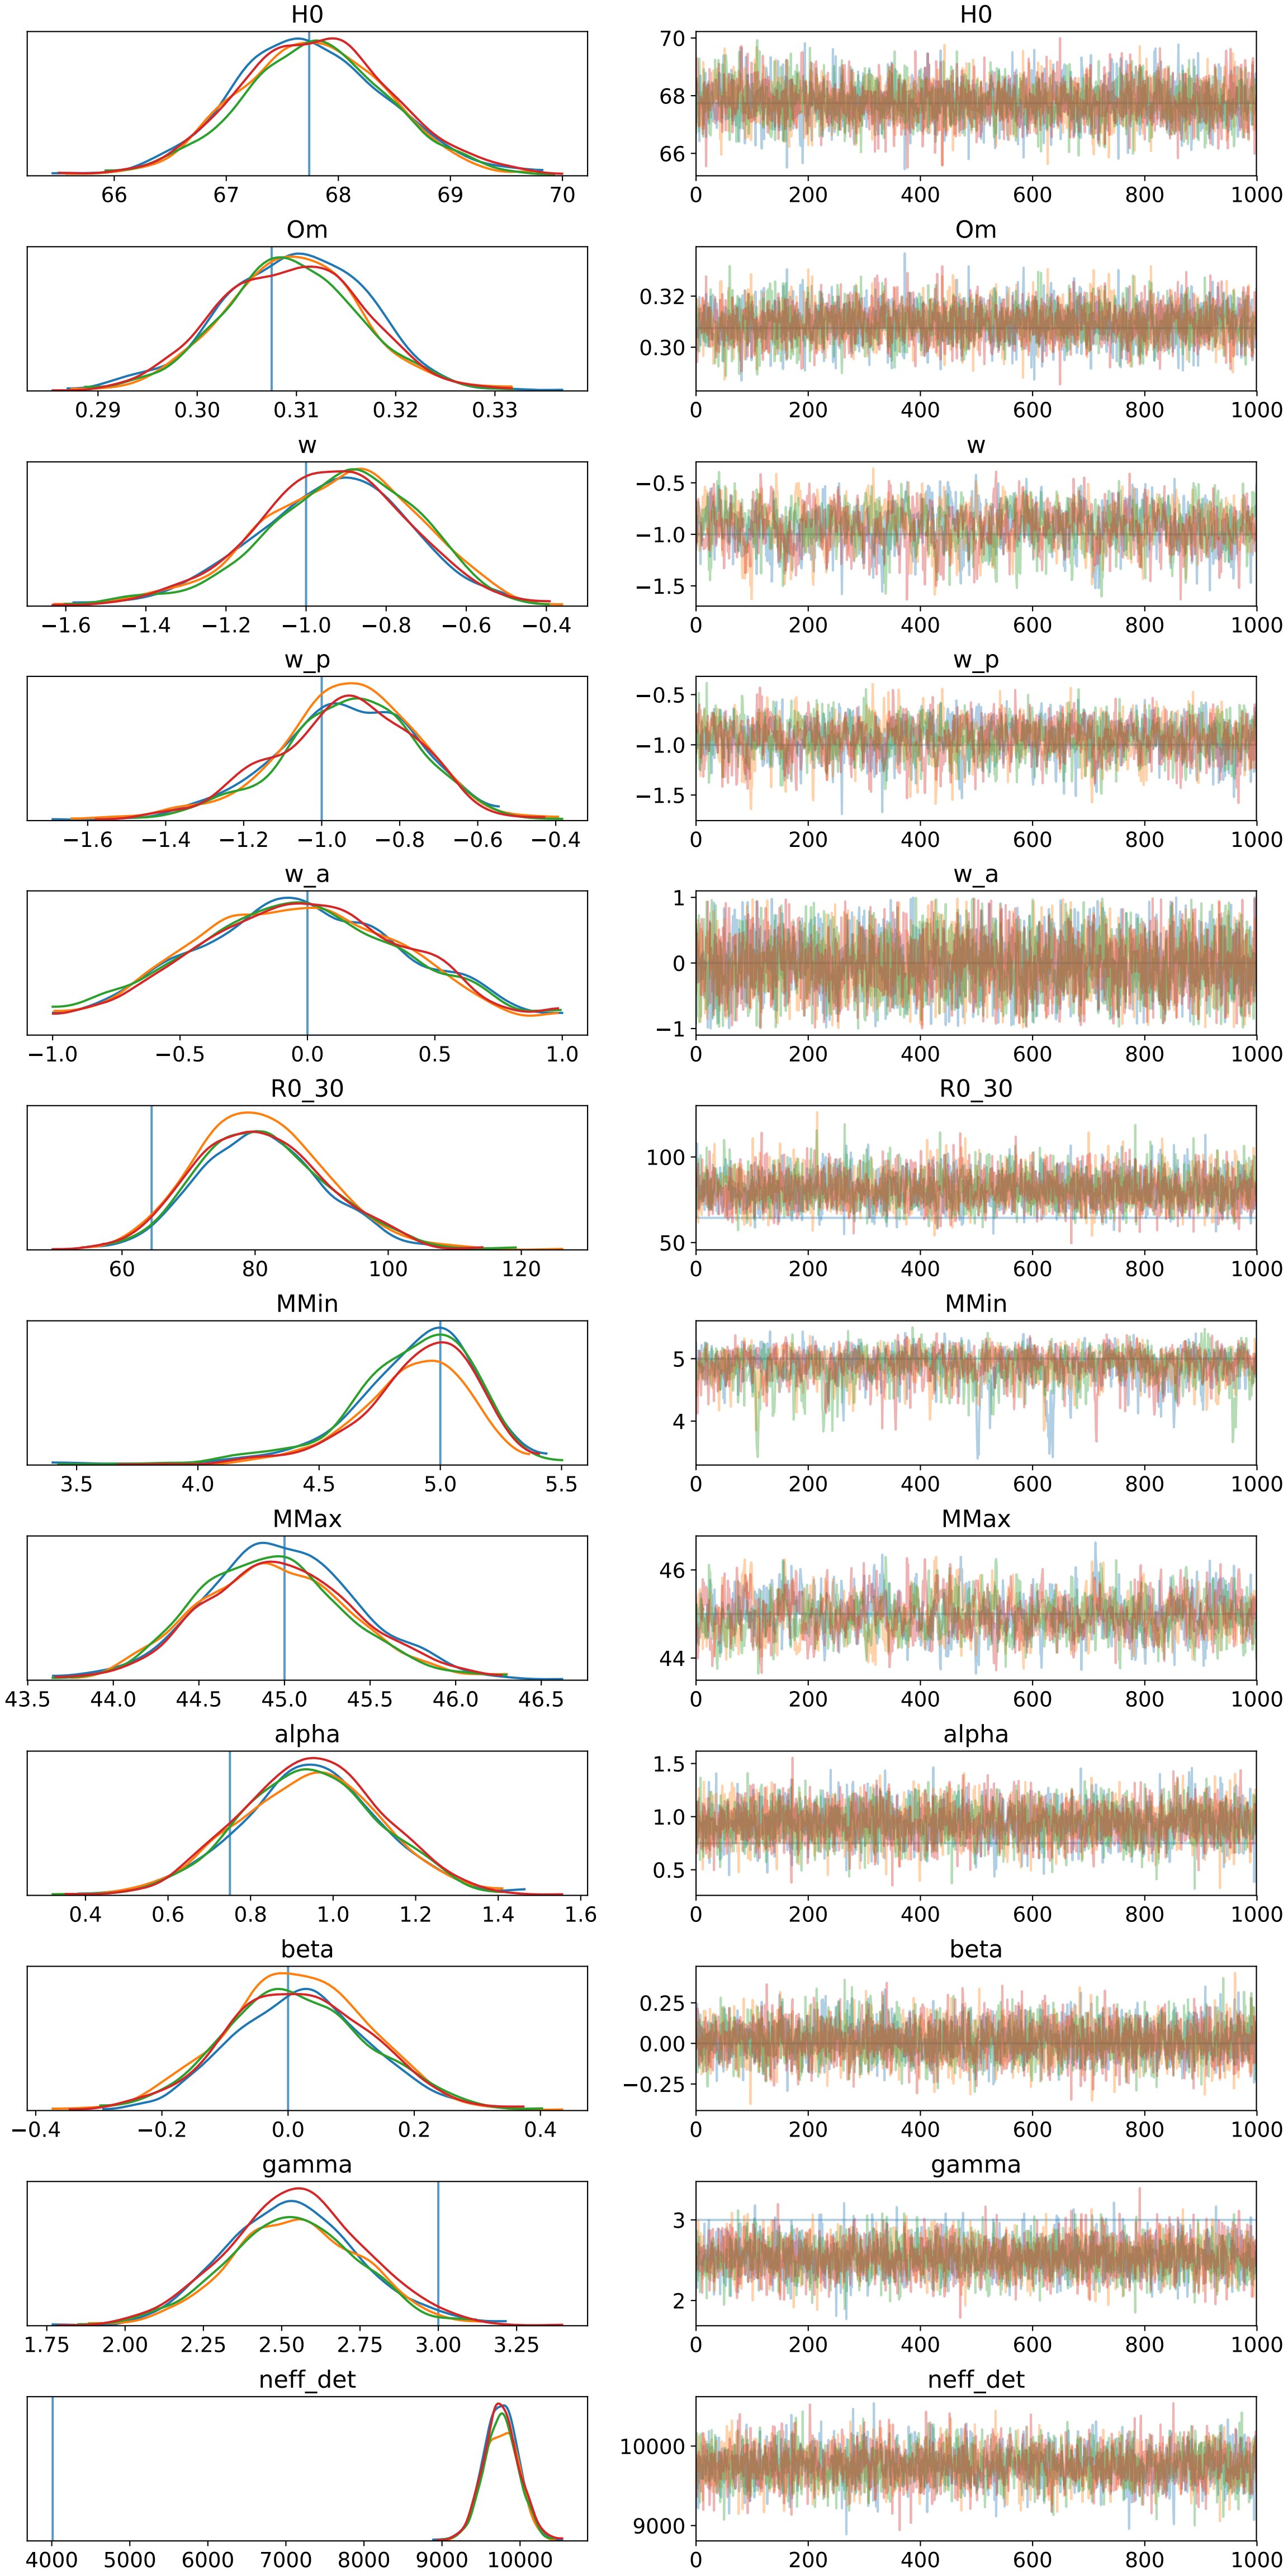 H0 H0
70
68
66
66 67 68 69 70 0 200 400 600 800 1000
Om Om
0.32
0.30
0.29 0.30 0.31 0.32 0.33 0 200 400 600 800 1000
w w
−0.5
−1.0
−1.5
−1.6 −1.4 −1.2 −1.0 −0.8 −0.6 −0.4 0 200 400 600 800 1000
w_p w_p
−0.5
−1.0
−1.5
−1.6 −1.4 −1.2 −1.0 −0.8 −0.6 −0.4 0 200 400 600 800 1000
w_a w_a
1
0
−1
−1.0 −0.5 0.0 0.5 1.0 0 200 400 600 800 1000
R0_30 R0_30
100
50
60 80 100 120 0 200 400 600 800 1000
MMin MMin
5
4
3.5 4.0 4.5 5.0 5.5 0 200 400 600 800 1000
MMax MMax
46
44
43.5 44.0 44.5 45.0 45.5 46.0 46.5 0 200 400 600 800 1000
alpha alpha
1.5
1.0
0.5
0.4 0.6 0.8 1.0 1.2 1.4 1.6 0 200 400 600 800 1000
beta beta
0.25
0.00
−0.25
−0.4 −0.2 0.0 0.2 0.4 0 200 400 600 800 1000
gamma gamma
3
2
1.75 2.00 2.25 2.50 2.75 3.00 3.25 0 200 400 600 800 1000
neff_det neff_det
10000
9000
4000 5000 6000 7000 8000 9000 10000 0 200 400 600 800 1000